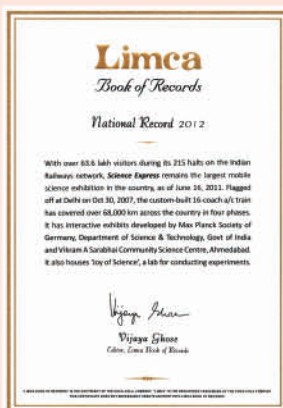 Limca
Book of Records
National Record 2012
With over 63.6 lakh visitors during its 215 halts on the Indian
Railways network, Science Express remains the largest mobile
science exhibition in the country, as of June 16, 2011. Flagged
off at Delhi on Oct 30, 2007, the custom-built 16-coach a/c train
has covered over 68,000 km across the country in four phases.
It has interactive exhibits developed by Max Planck Society of
Germany, Department of Science & Technology, Govt of India
and Vikram A Sarabhai Community Science Centre, Ahmedabad.
It also houses 'Joy of Science', a lab for conducting experiments.
Vijaya Ghose
Vijaya Ghose
Editor, Limca Book of Records